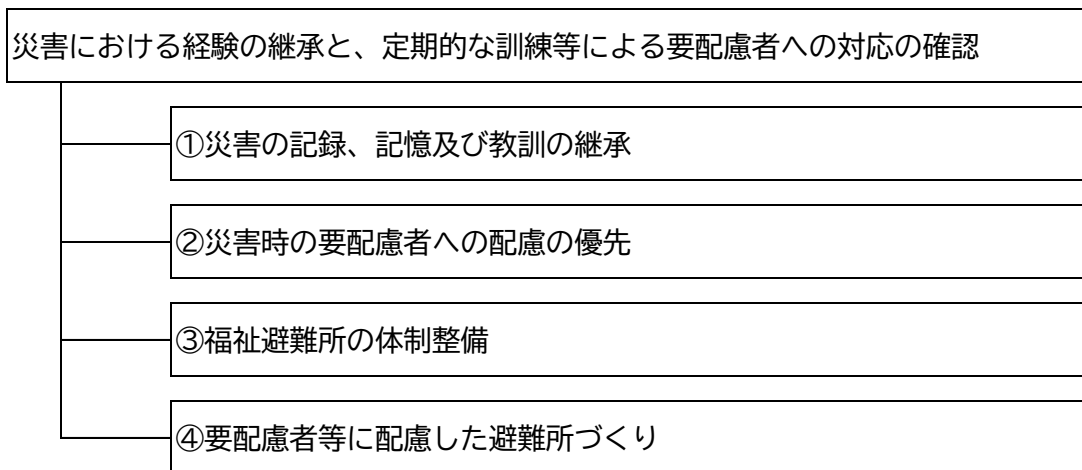 災害における経験の継承と、定期的な訓練等による要配慮者への対応の確認
①災害の記録、記憶及び教訓の継承
②災害時の要配慮者への配慮の優先
③福祉避難所の体制整備
④要配慮者等に配慮した避難所づくり